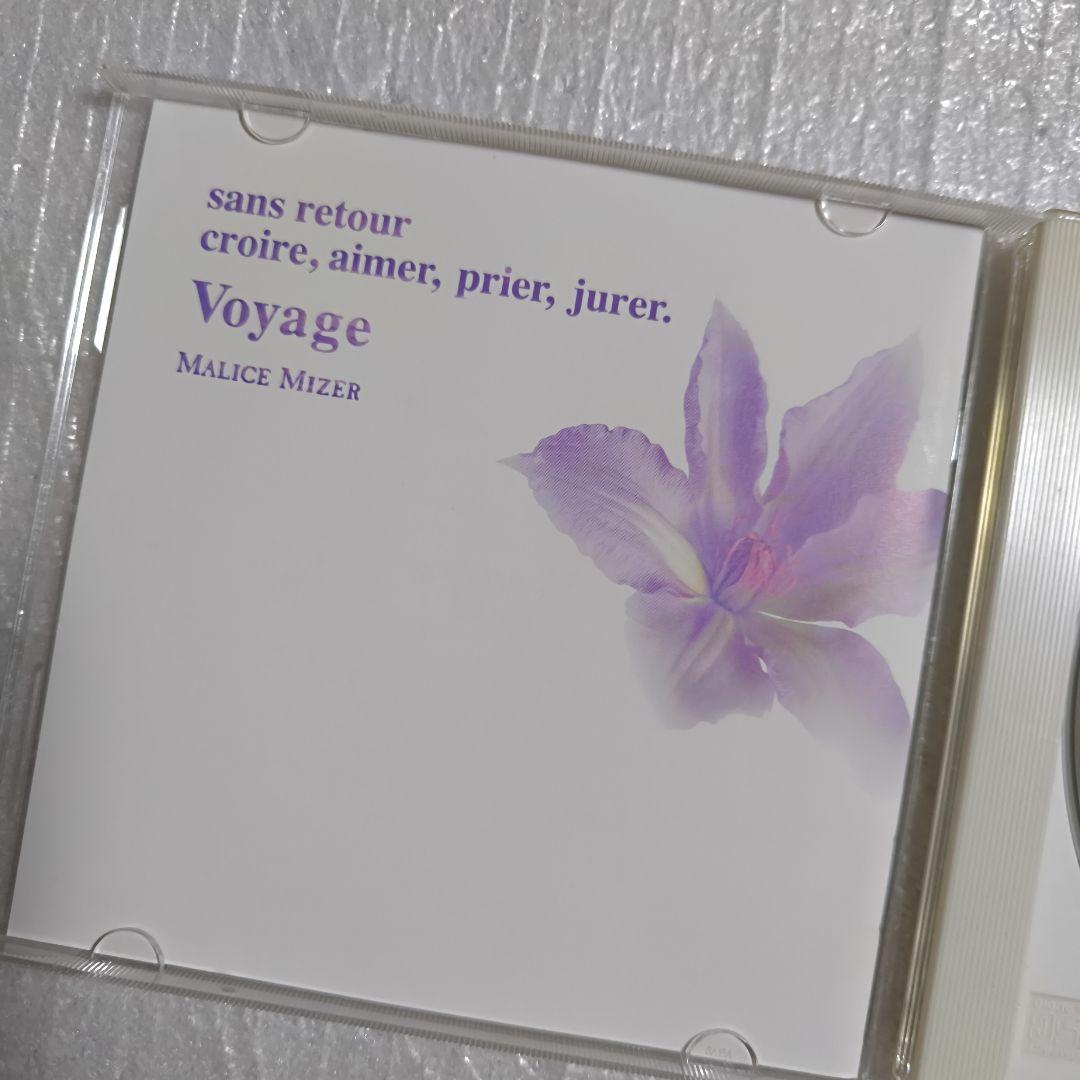 sans retour
croire, aimer, prier, jurer.
Voyage
MALICE MIZER